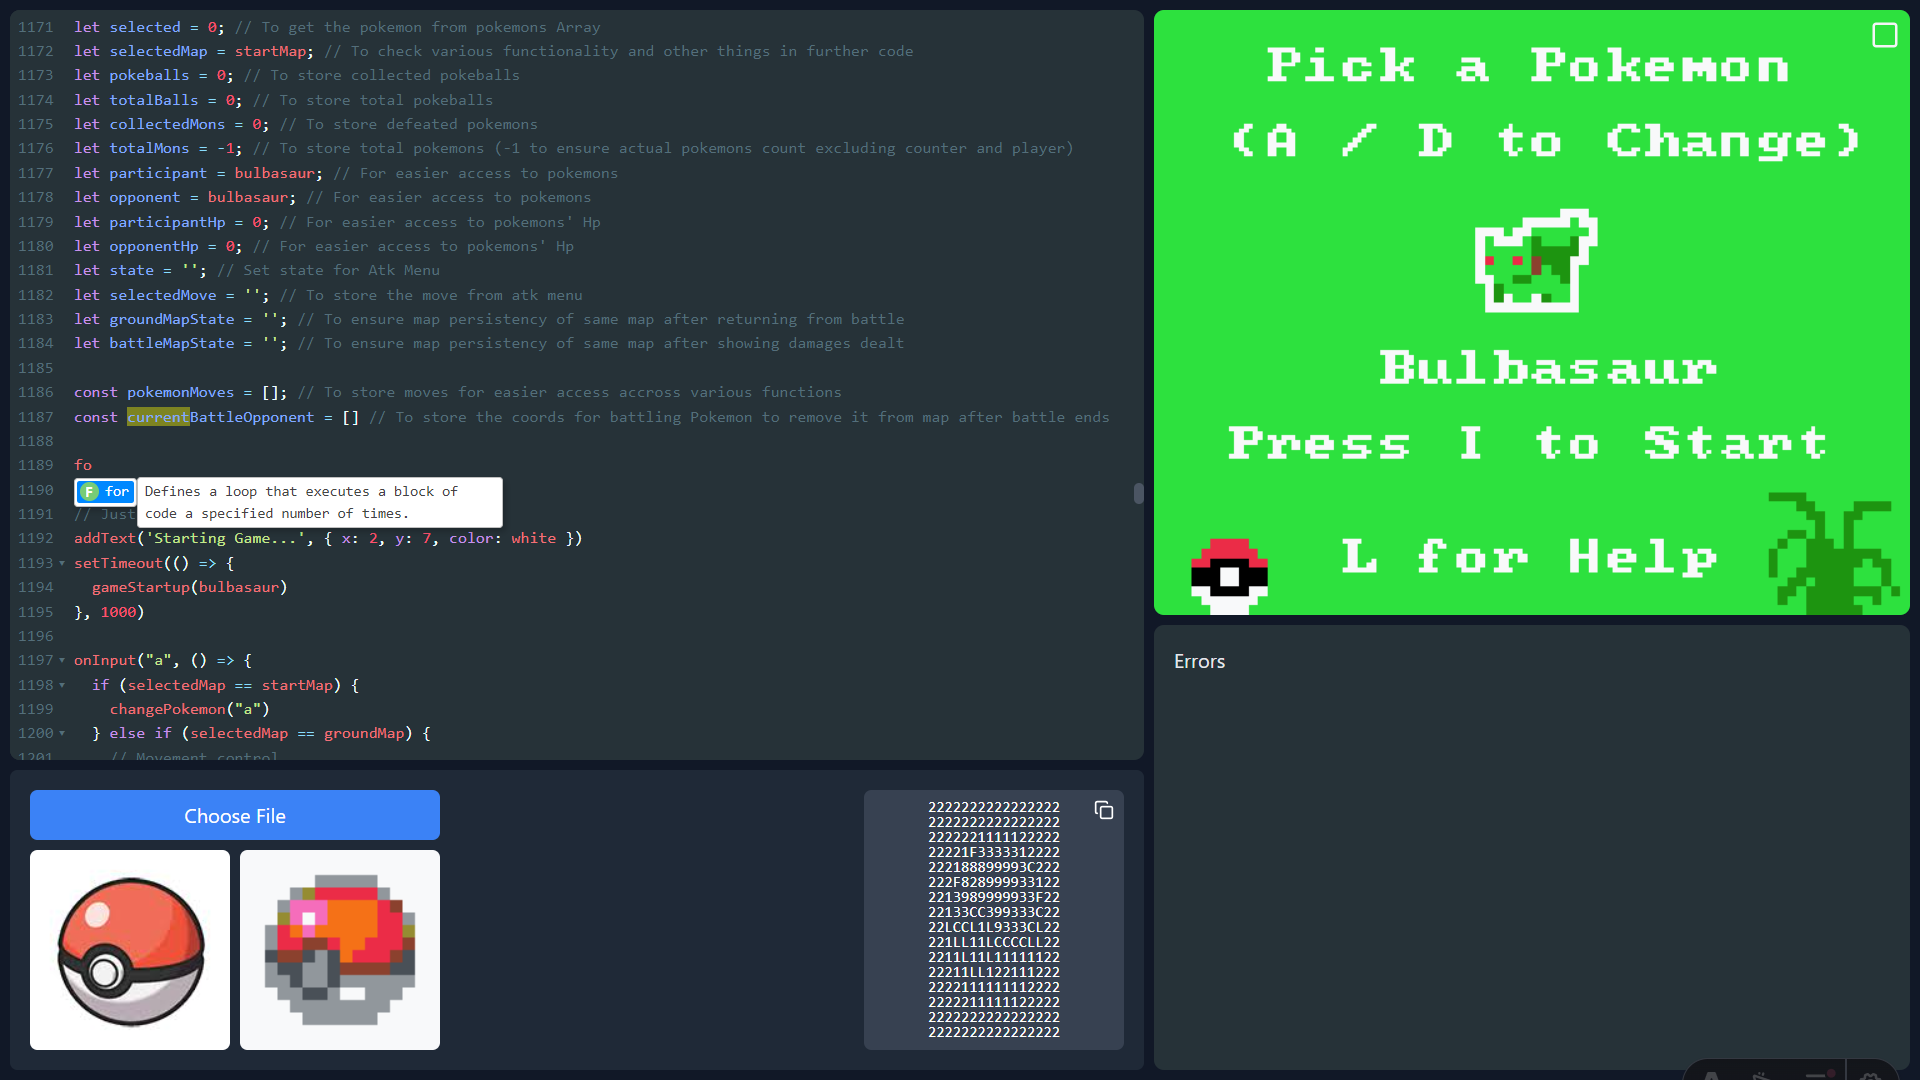 1171 let selected = 0; // To get the pokemon from pokemons Array
1172 let selectedMap = startMap; // To check various functionality and other things in further code
1173 let pokeballs = 0; // To store collected pokeballs
1174 let totalBalls = 0; // To store total pokeballs
1175 let collectedMons = 0; // To store defeated pokemons
1176 let totalMons = -1; // To store total pokemons (-1 to ensure actual pokemons count excluding counter and player)
1177 let participant = bulbasaur; // For easier access to pokemons
1178 let opponent = bulbasaur; // For easier access to pokemons
1179 let participantHp = 0; // For easier access to pokemons' Hp
1180 let opponentHp = 0; // For easier access to pokemons' Hp
1181 let state = ''; // Set state for Atk Menu
1182 let selectedMove = ''; // To store the move from atk menu
1183 let groundMapState = ''; // To ensure map persistency of same map after returning from battle
1184 let battleMapState = ''; // To ensure map persistency of same map after showing damages dealt
1185
1186 const pokemonMoves = []; // To store moves for easier access accross various functions
1187 const currentBattleOpponent = [] // To store the coords for battling Pokemon to remove it from map after battle ends
1188
1189 fo
1190 F for Defines a loop that executes a block of
code a specified number of times.
1191 // Just
1192 addText('Starting Game...', { x: 2, y: 7, color: white })
1193 setTimeout(() => {
1194 gameStartup(bulbasaur)
1195 }, 1000)
1196
1197 onInput("a", () => {
1198 if (selectedMap == startMap) {
1199 changePokemon("a")
1200 } else if (selectedMap == groundMap) {
1201 // Movement control
Pick a Pokemon
(A / D to Change)
Bulbasaur
Press I to Start
L for Help
Errors
Choose File
2222222222222222
2222222222222222
2222221111122222
22221F3333312222
222188899993C222
222F828999933122
2213989999933F22
22133CC399333C22
22LCCL1L9333CL22
221LL11LCCCCLL22
2211L11L11111122
22211LL122111222
2222111111112222
2222211111122222
2222222222222222
2222222222222222